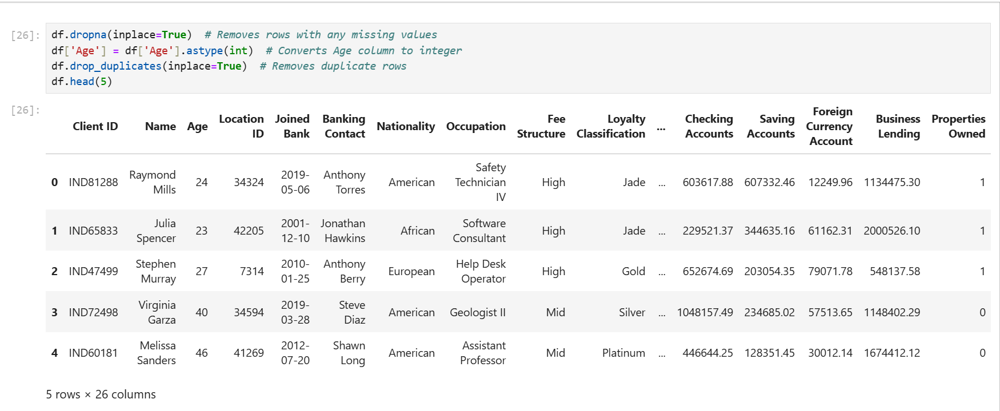 [26]: df.dropna(inplace=True)  # Removes rows with any missing values
df['Age'] = df['Age'].astype(int)  # Converts Age column to integer
df.drop_duplicates(inplace=True)  # Removes duplicate rows
df.head(5)
[26]:
Client ID Name Age Location ID Joined Bank Banking Contact Nationality Occupation Fee Structure Loyalty Classification ... Checking Accounts Saving Accounts Foreign Currency Account Business Lending Properties Owned
0 IND81288 Raymond Mills 24 34324 2019-05-06 Anthony Torres American Safety Technician IV High Jade ... 603617.88 607332.46 12249.96 1134475.30 1
1 IND65833 Julia Spencer 23 42205 2001-12-10 Jonathan Hawkins African Software Consultant High Jade ... 229521.37 344635.16 61162.31 2000526.10 1
2 IND47499 Stephen Murray 27 7314 2010-01-25 Anthony Berry European Help Desk Operator High Gold ... 652674.69 203054.35 79071.78 548137.58 1
3 IND72498 Virginia Garza 40 34594 2019-03-28 Steve Diaz American Geologist II Mid Silver ... 1048157.49 234685.02 57513.65 1148402.29 0
4 IND60181 Melissa Sanders 46 41269 2012-07-20 Shawn Long American Assistant Professor Mid Platinum ... 446644.25 128351.45 30012.14 1674412.12 0
5 rows × 26 columns